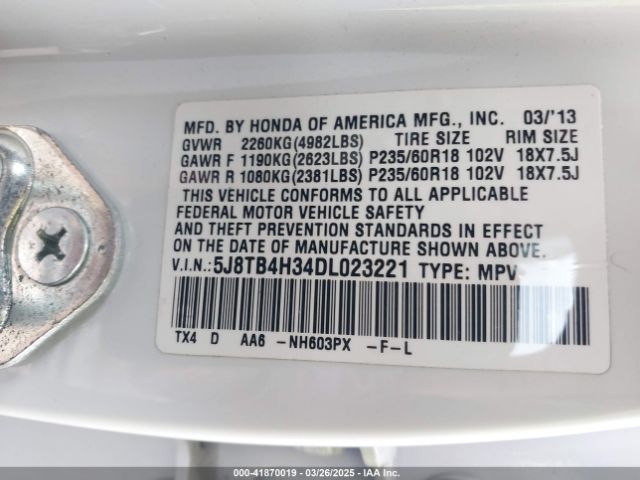 MFD. BY HONDA OF AMERICA MFG., INC. 03/'13
GVWR 2260KG(4982LBS) TIRE SIZE RIM SIZE
GAWR F 1190KG(2623LBS) P235/60R18 102V 18X7.5J
GAWR R 1080KG(2381LBS) P235/60R18 102V 18X7.5J
THIS VEHICLE CONFORMS TO ALL APPLICABLE
FEDERAL MOTOR VEHICLE SAFETY
AND THEFT PREVENTION STANDARDS IN EFFECT
ON THE DATE OF MANUFACTURE SHOWN ABOVE.
V.I.N.:5J8TB4H34DL023221 TYPE: MPV
TX4 D AA6 -NH603PX -F-L
000-41870019 - 03/26/2025 - IAA Inc.